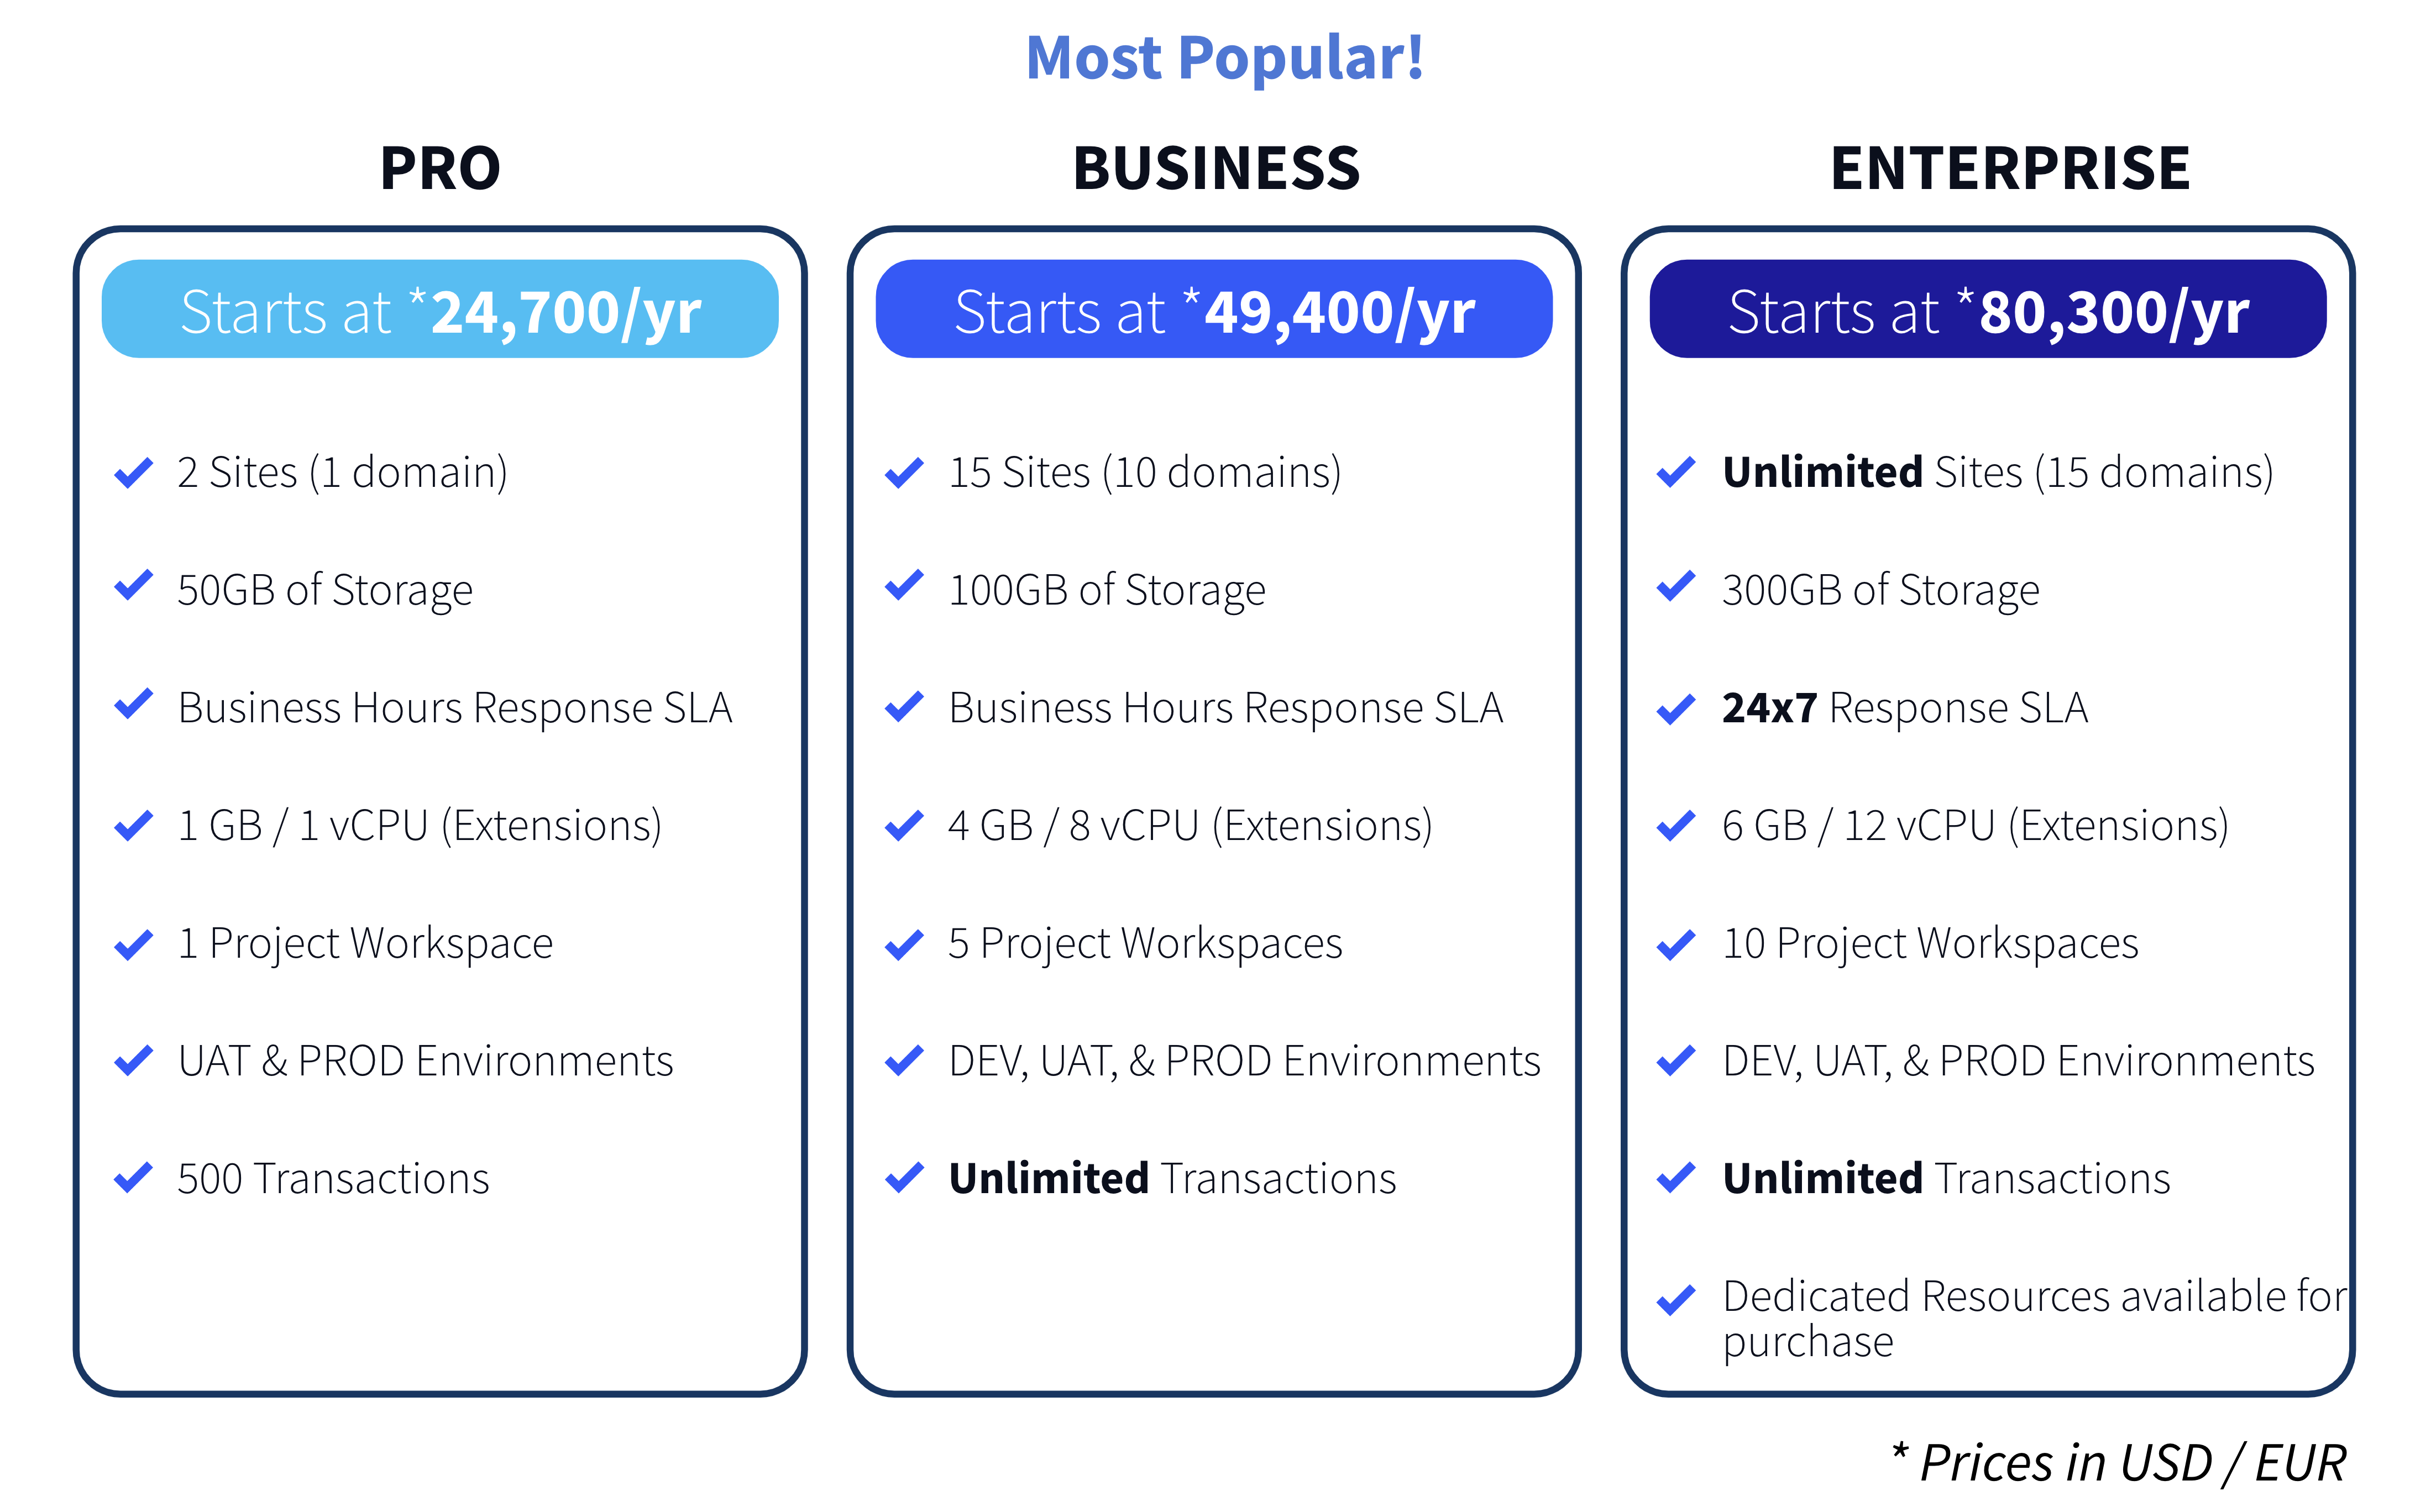 Most Popular!
PRO
Starts at *24,700/yr
2 Sites (1 domain)
50GB of Storage
Business Hours Response SLA
1 GB / 1 vCPU (Extensions)
1 Project Workspace
UAT & PROD Environments
500 Transactions
BUSINESS
Starts at *49,400/yr
15 Sites (10 domains)
100GB of Storage
Business Hours Response SLA
4 GB / 8 vCPU (Extensions)
5 Project Workspaces
DEV, UAT, & PROD Environments
Unlimited Transactions
ENTERPRISE
Starts at *80,300/yr
Unlimited Sites (15 domains)
300GB of Storage
24x7 Response SLA
6 GB / 12 vCPU (Extensions)
10 Project Workspaces
DEV, UAT, & PROD Environments
Unlimited Transactions
Dedicated Resources available for
purchase
* Prices in USD / EUR